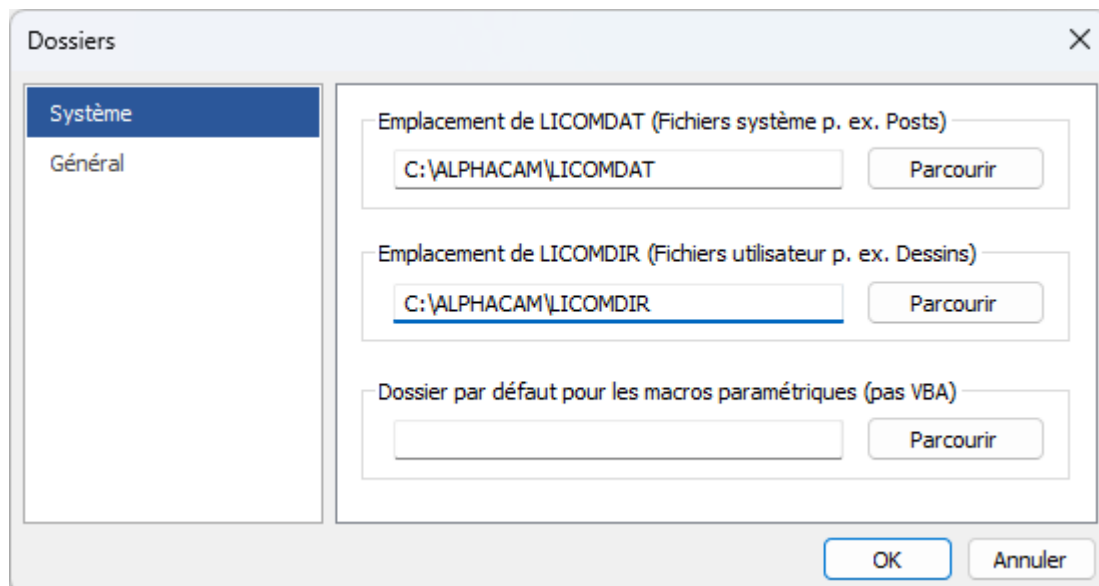 Dossiers
Système
Général
Emplacement de LICOMDAT (Fichiers système p. ex. Posts)
C:\ALPHACAM\LICOMDAT
Parcourir
Emplacement de LICOMDIR (Fichiers utilisateur p. ex. Dessins)
C:\ALPHACAM\LICOMDIR
Parcourir
Dossier par défaut pour les macros paramétriques (pas VBA)
Parcourir
OK
Annuler